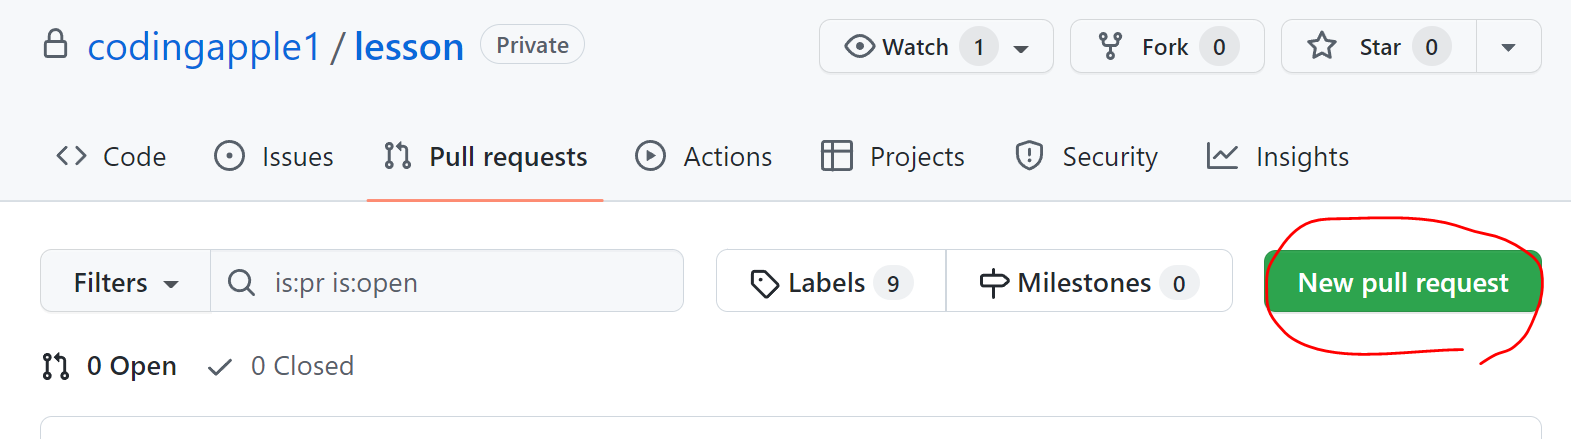 codingapple1 / lesson Private Watch 1 Fork 0 Star 0
Code Issues Pull requests Actions Projects Security Insights
Filters is:pr is:open Labels 9 Milestones 0 New pull request
0 Open 0 Closed